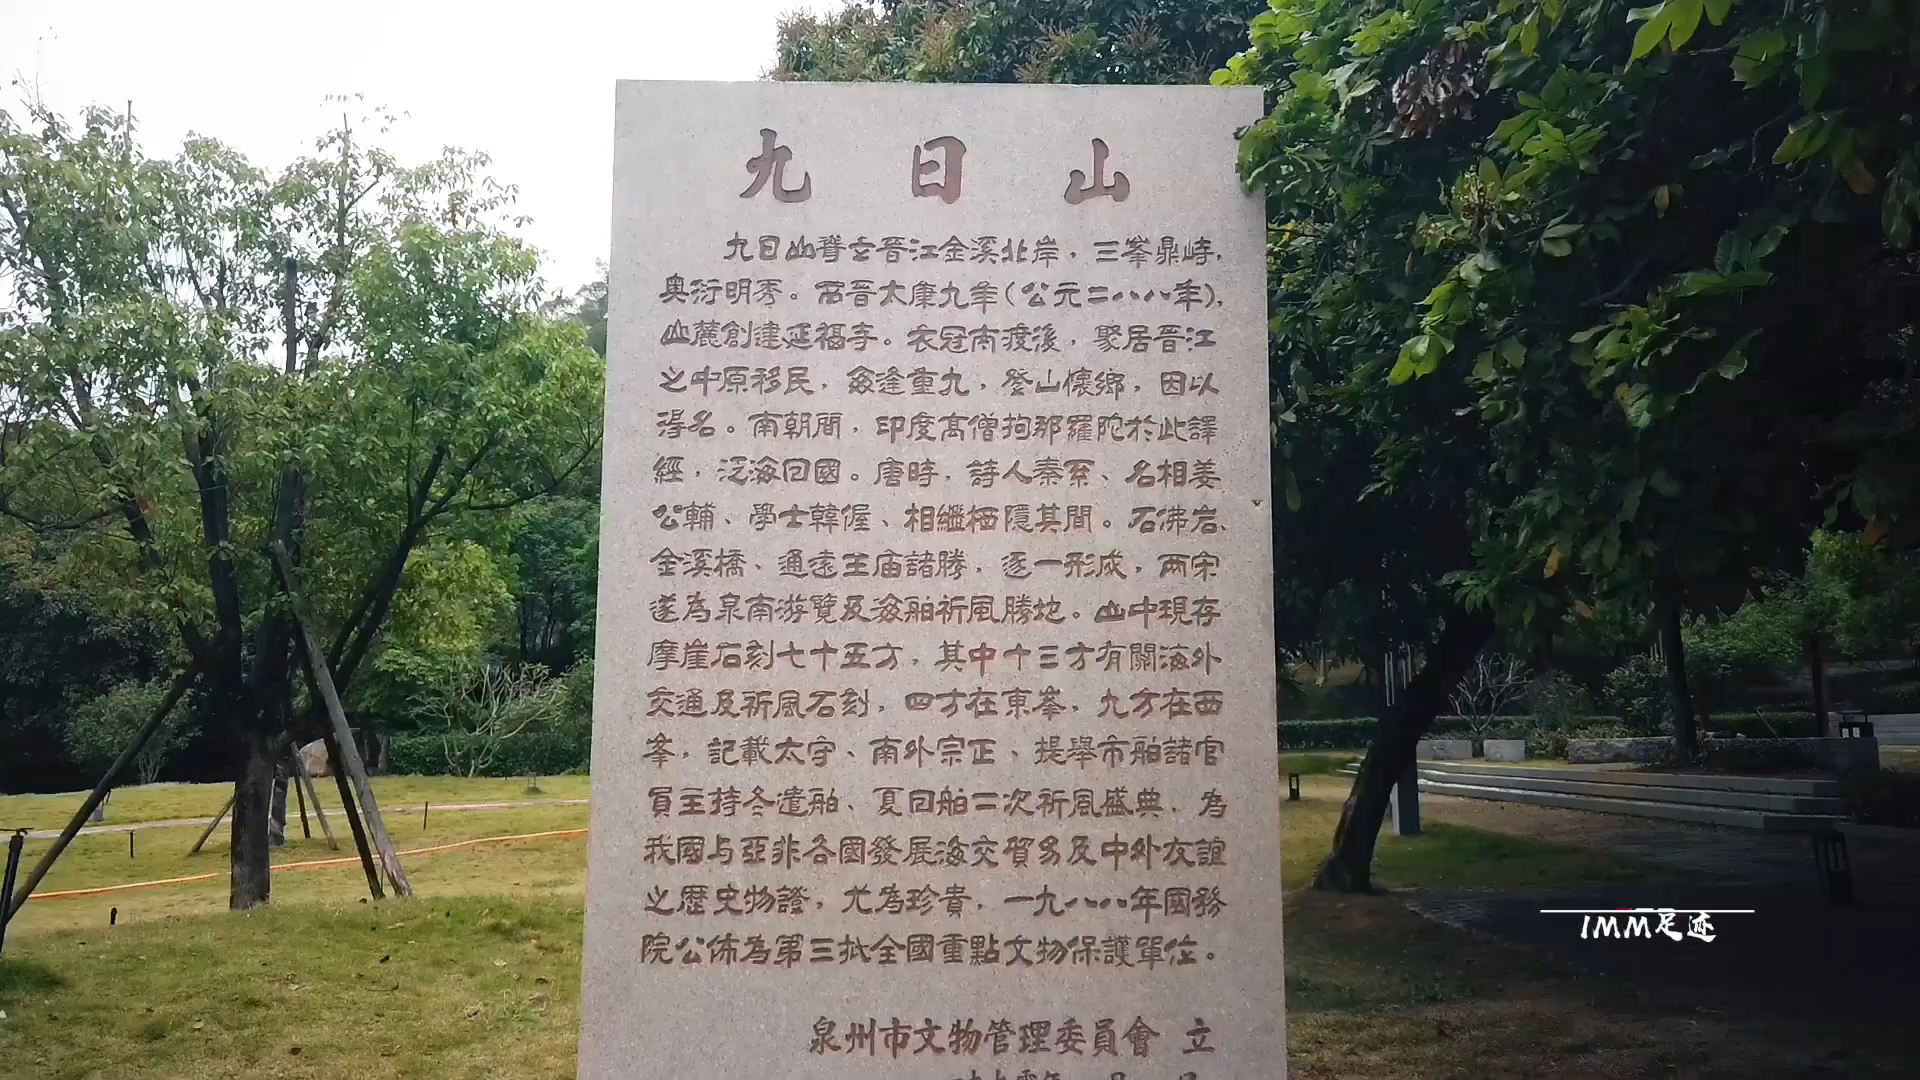 九日山
九日山聳立晉江金溪北岸，三峯鼎峙，
奥衍明秀。西晉太康九年（公元二八八年），
山麓創建延福寺。衣冠南渡後，聚居晉江
之中原移民，每逢重九，登山懷鄉，因以
得名。南朝間，印度高僧拘那羅陀於此譯
經，泛海回國。唐時，詩人秦系、名相姜
公輔、學士韓偓、相繼栖隱其間。石佛岩、
金溪橋、通遠王庙諸勝，逐一形成，两宋
遂為泉南游覽及海舶祈風勝地。山中現存
摩崖石刻七十五方，其中十三方有關海外
交通及祈風石刻，四方在東峯，九方在西
峯，記載太守、南外宗正、提舉市舶諸官
員主持冬遣舶、夏回舶二次祈風盛典，為
我國与亞非各國發展海交貿易及中外友誼
之歷史物證，尤為珍貴，一九八八年國務
院公佈為第三批全國重點文物保護單位。
泉州市文物管理委員會 立
1MM足迹